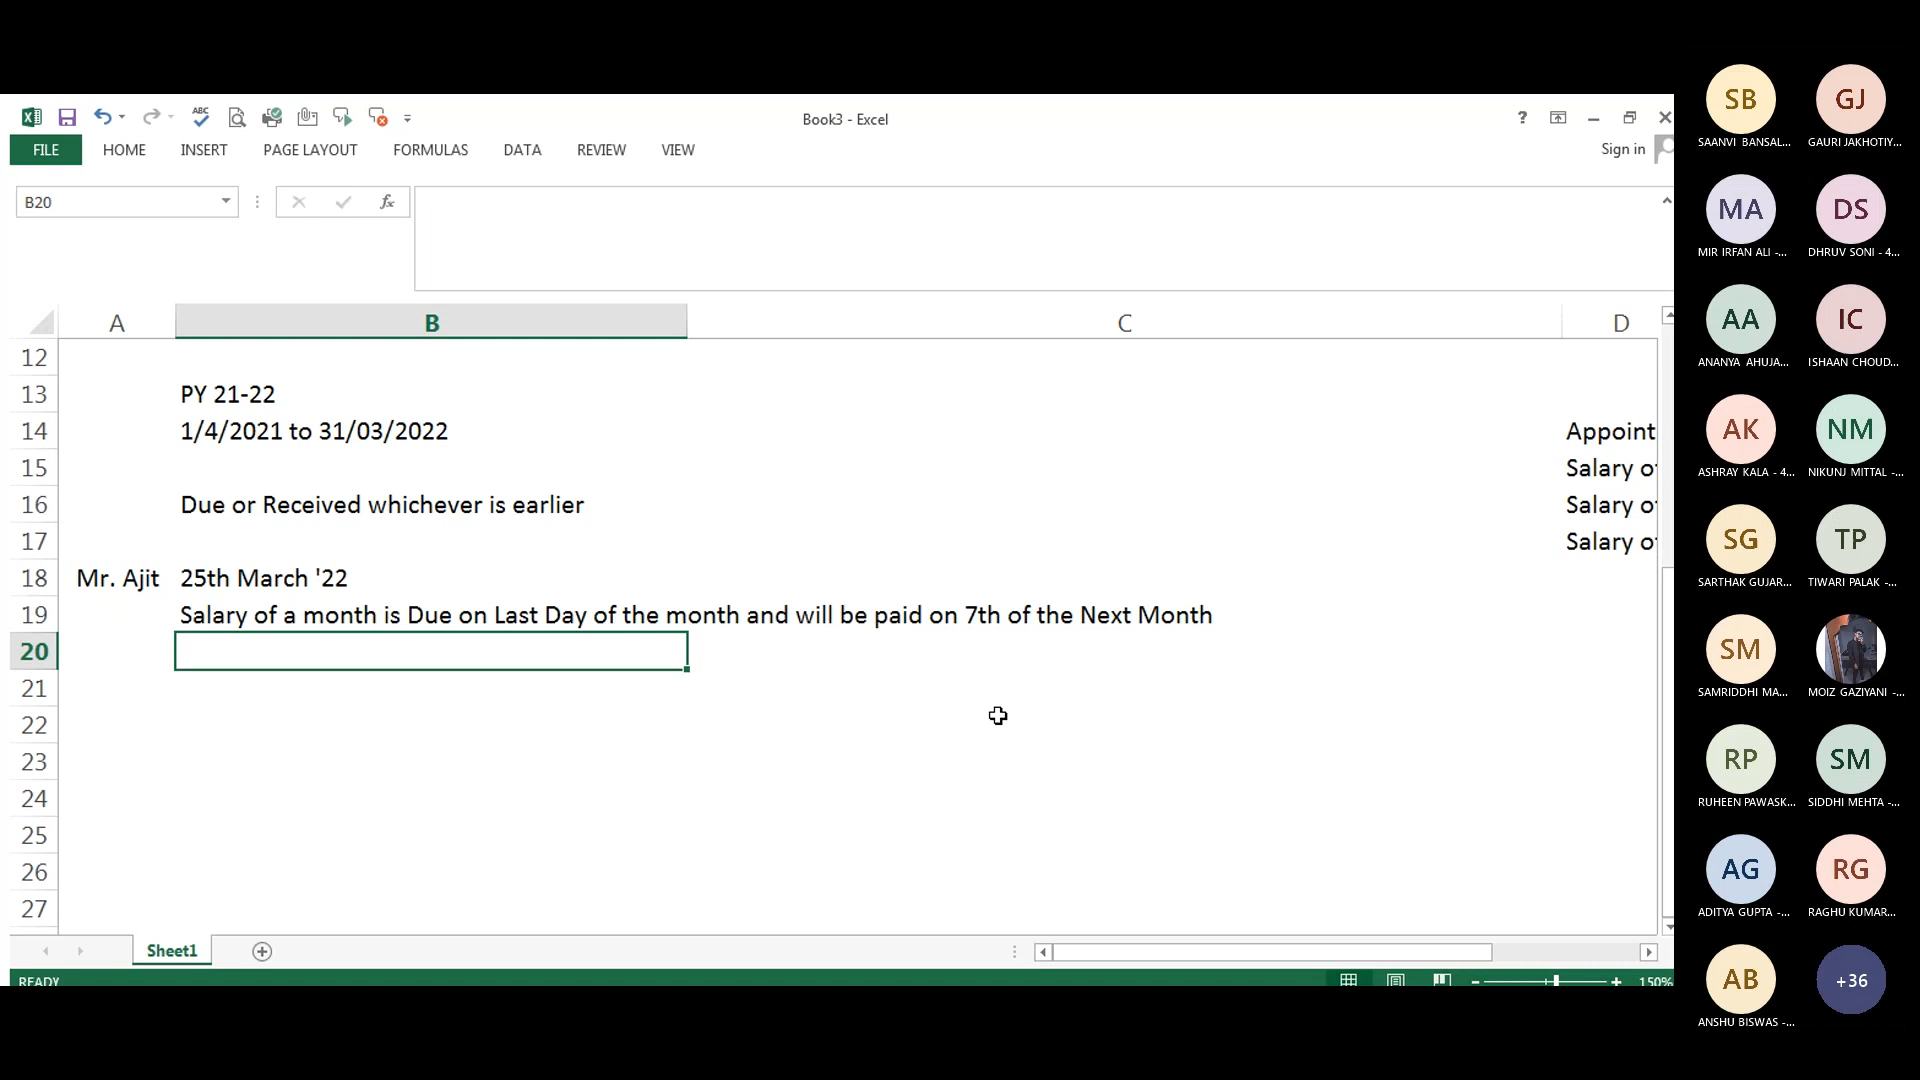 Book3 - Excel
?
FILE HOME INSERT PAGE LAYOUT FORMULAS DATA REVIEW VIEW
Sign in
B20
fx
A B C D
12
13 PY 21-22
14 1/4/2021 to 31/03/2022 Appoint
15 Salary of
16 Due or Received whichever is earlier Salary of
17 Salary of
18 Mr. Ajit 25th March '22
19 Salary of a month is Due on Last Day of the month and will be paid on 7th of the Next Month
20
21
22
23
24
25
26
27
Sheet1
READY 150%
SB GJ
SAANVI BANSAL... GAURI JAKHOTIY...
MA DS
MIR IRFAN ALI -... DHRUV SONI - 4...
AA IC
ANANYA AHUJA... ISHAAN CHOUD...
AK NM
ASHRAY KALA - 4... NIKUNJ MITTAL -...
SG TP
SARTHAK GUJAR... TIWARI PALAK -...
SM
SAMRIDDHI MA... MOIZ GAZIYANI -...
RP SM
RUHEEN PAWASK... SIDDHI MEHTA -...
AG RG
ADITYA GUPTA -... RAGHU KUMAR...
AB +36
ANSHU BISWAS -...